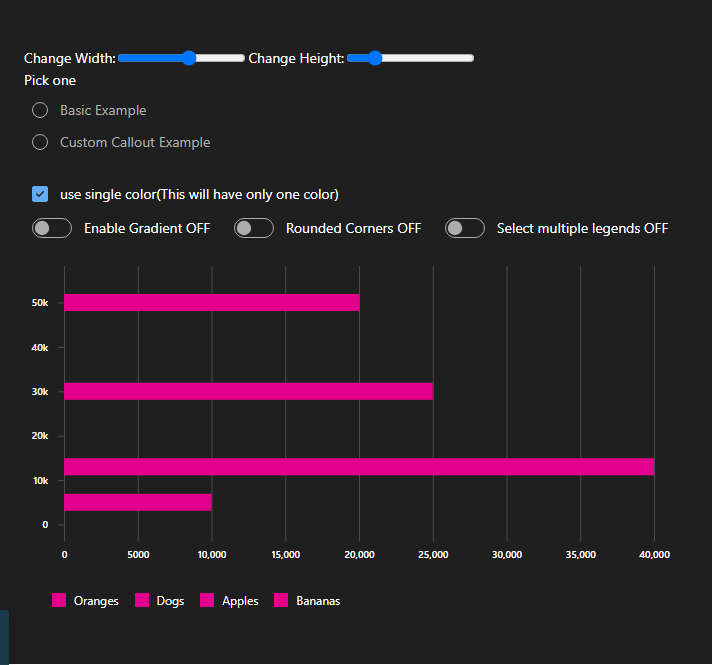 Change Width: Change Height:
Pick one
Basic Example
Custom Callout Example
use single color(This will have only one color)
Enable Gradient OFF Rounded Corners OFF Select multiple legends OFF
50k
40k
30k
20k
10k
0
0 5000 10,000 15,000 20,000 25,000 30,000 35,000 40,000
Oranges Dogs Apples Bananas